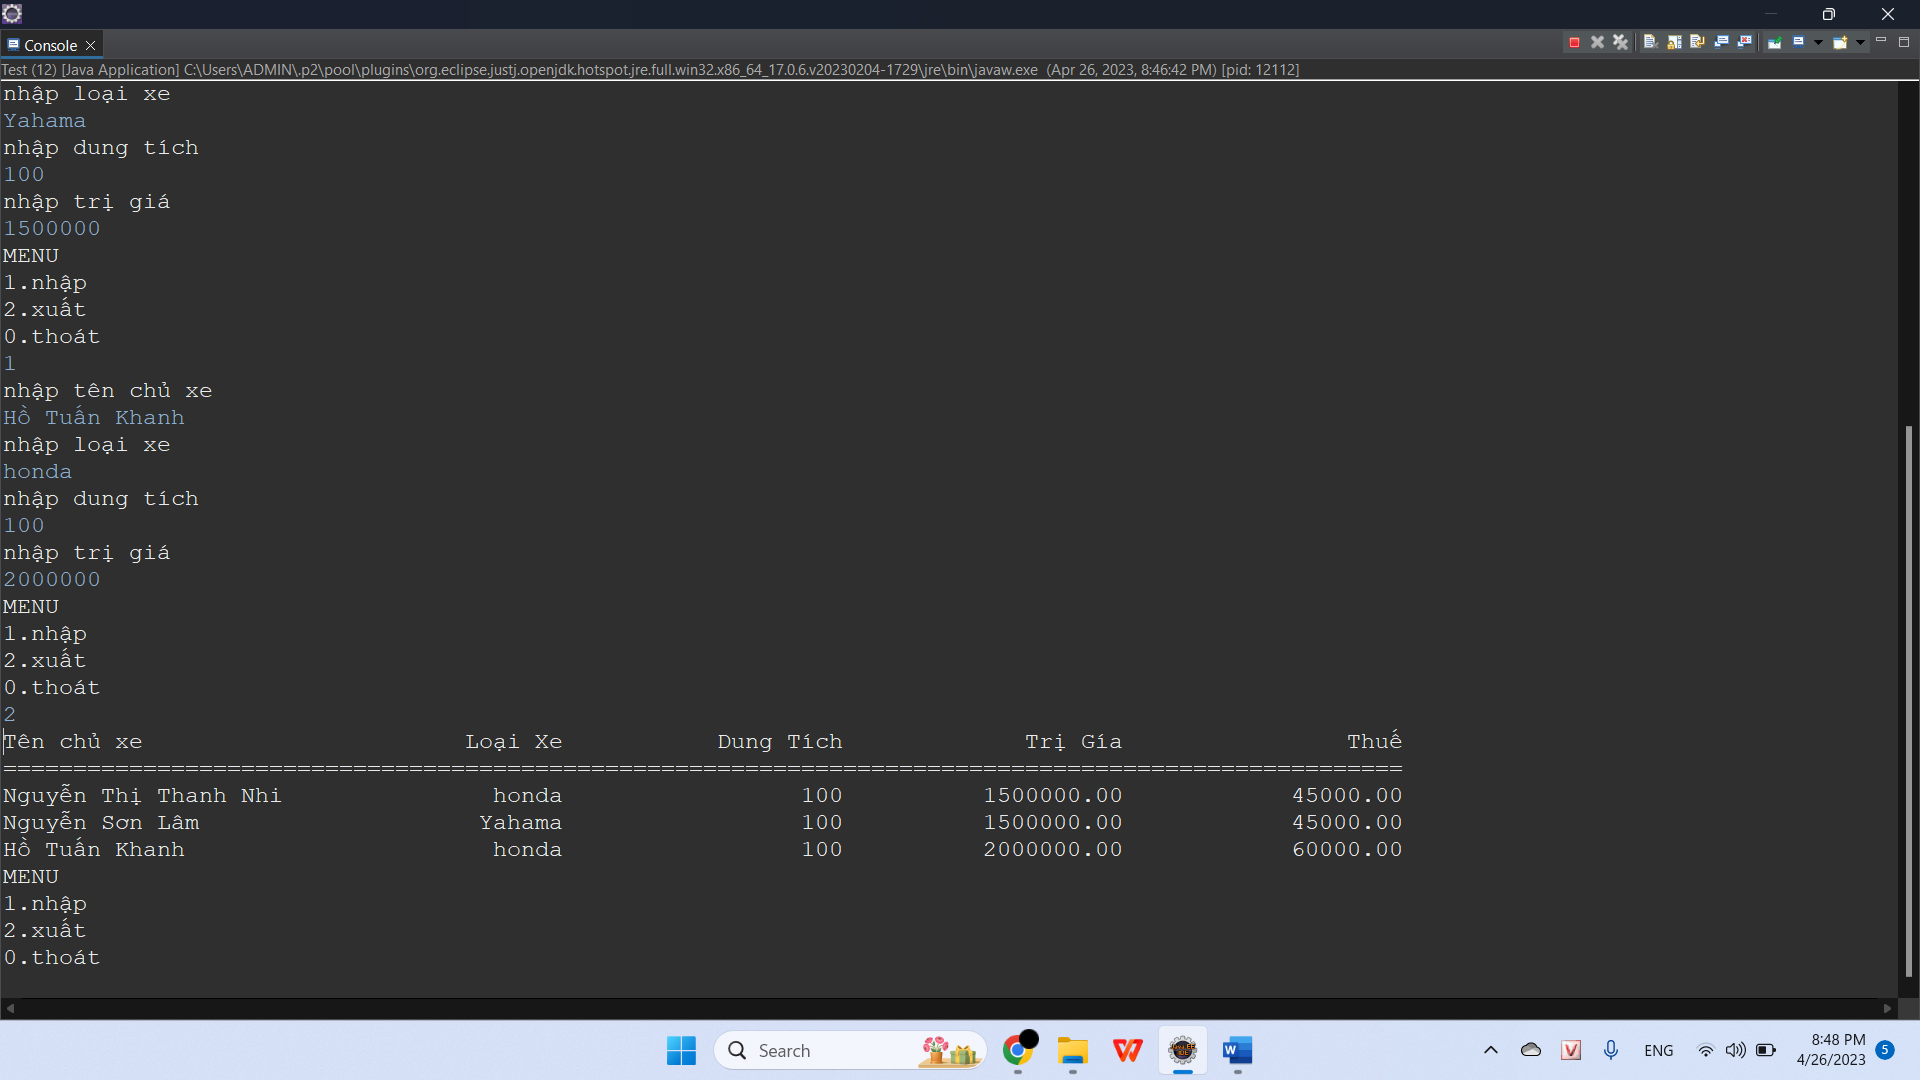 Console
Test (12) [Java Application] C:\Users\ADMIN\.p2\pool\plugins\org.eclipse.justj.openjdk.hotspot.jre.full.win32.x86_64_17.0.6.v20230204-1729\jre\bin\javaw.exe (Apr 26, 2023, 8:46:42 PM) [pid: 12112]
nhập loại xe
Yahama
nhập dung tích
100
nhập trị giá
1500000
MENU
1.nhập
2.xuất
0.thoát
1
nhập tên chủ xe
Hồ Tuấn Khanh
nhập loại xe
honda
nhập dung tích
100
nhập trị giá
2000000
MENU
1.nhập
2.xuất
0.thoát
2
Tên chủ xe Loại Xe Dung Tích Trị Gía Thuế
====================================================================================================
Nguyễn Thị Thanh Nhi honda 100 1500000.00 45000.00
Nguyễn Sơn Lâm Yahama 100 1500000.00 45000.00
Hồ Tuấn Khanh honda 100 2000000.00 60000.00
MENU
1.nhập
2.xuất
0.thoát
Search
ENG
8:48 PM
4/26/2023
5